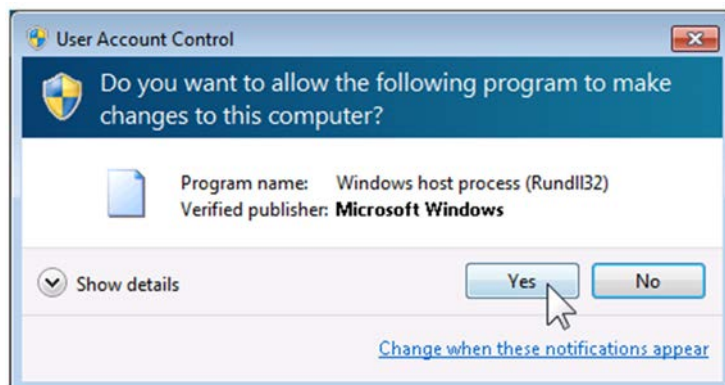 User Account Control
Do you want to allow the following program to make
changes to this computer?
Program name: Windows host process (Rundll32)
Verified publisher: Microsoft Windows
Show details
Yes
No
Change when these notifications appear